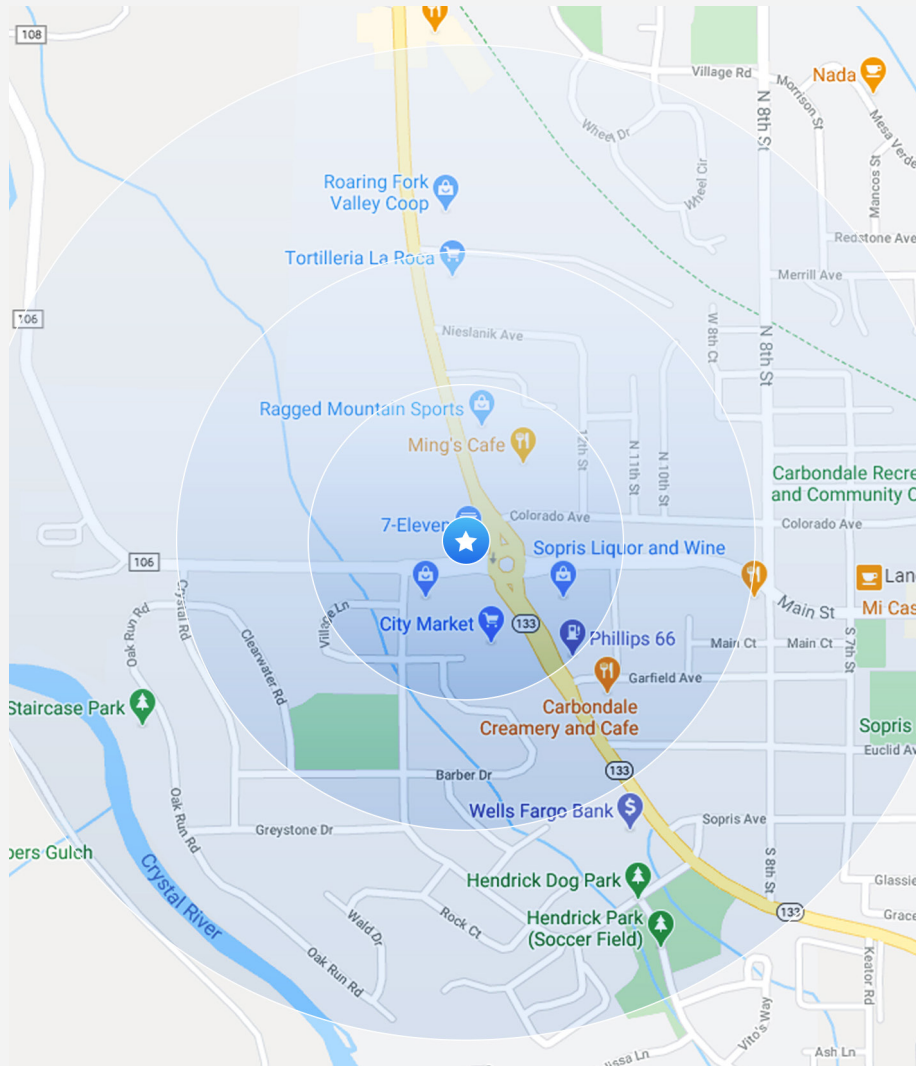 108
Village Rd
Nada
Morrison St
N 8th St
Wheel Dr
Mesa Verde
Roaring Fork
Valley Coop
Wheel Cir
Mancos St
Redstone Ave
Tortilleria La Roca
Merrill Ave
106
Nieslanik Ave
W 8th Ct
N 8th St
Ragged Mountain Sports
Ming's Cafe
12th St
N 11th St
N 10th St
Carbondale Recre
and Community C
7-Eleven
Colorado Ave
Colorado Ave
Sopris Liquor and Wine
106
Crystal Rd
Lan
Main St
Mi Cas
Oak Run Rd
Village Ln
City Market
133
Phillips 66
Clearwater Rd
Main Ct
Main Ct
S 7th St
Garfield Ave
Staircase Park
Carbondale
Creamery and Cafe
Sopris
Euclid Av
133
Barber Dr
Wells Fargo Bank
Sopris Ave
Oak Run Rd
Greystone Dr
pers Gulch
S 8th St
Hendrick Dog Park
Glassie
Crystal River
Wald Dr
Rock Ct
Hendrick Park
(Soccer Field)
133
Grace
Oak Run Rd
Keator Rd
Vito's Way
lissa Ln
Ash Ln